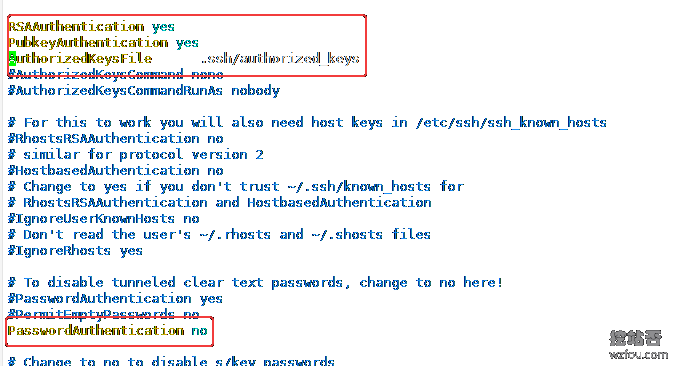 RSAAuthentication yes
PubkeyAuthentication yes
AuthorizedKeysFile .ssh/authorized_keys
#AuthorizedKeysCommand none
#AuthorizedKeysCommandRunAs nobody
# For this to work you will also need host keys in /etc/ssh/ssh_known_hosts
#RhostsRSAAuthentication no
# similar for protocol version 2
#HostbasedAuthentication no
# Change to yes if you don't trust ~/.ssh/known_hosts for
# RhostsRSAAuthentication and HostbasedAuthentication
#IgnoreUserKnownHosts no
# Don't read the user's ~/.rhosts and ~/.shosts files
#IgnoreRhosts yes
# To disable tunneled clear text passwords, change to no here!
#PasswordAuthentication yes
#PermitEmptyPasswords no
PasswordAuthentication no
# Change to no to disable s/key passwords
挖站否
wzfou.com